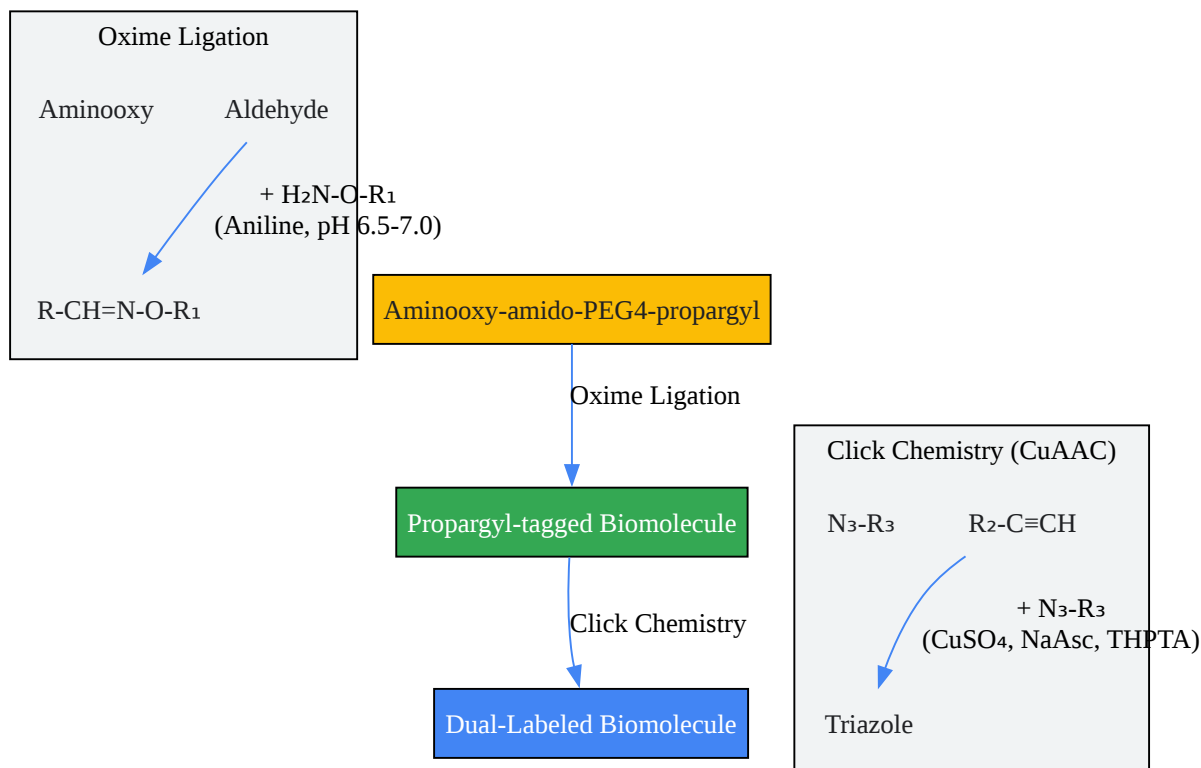 Oxime Ligation
Aminooxy
Aldehyde
+ H₂N-O-R₁
(Aniline, pH 6.5-7.0)
R-CH=N-O-R₁
Aminooxy-amido-PEG4-propargyl
Oxime Ligation
Propargyl-tagged Biomolecule
Click Chemistry
Dual-Labeled Biomolecule
Click Chemistry (CuAAC)
N₃-R₃
R₂-C≡CH
+ N₃-R₃
(CuSO₄, NaAsc, THPTA)
Triazole